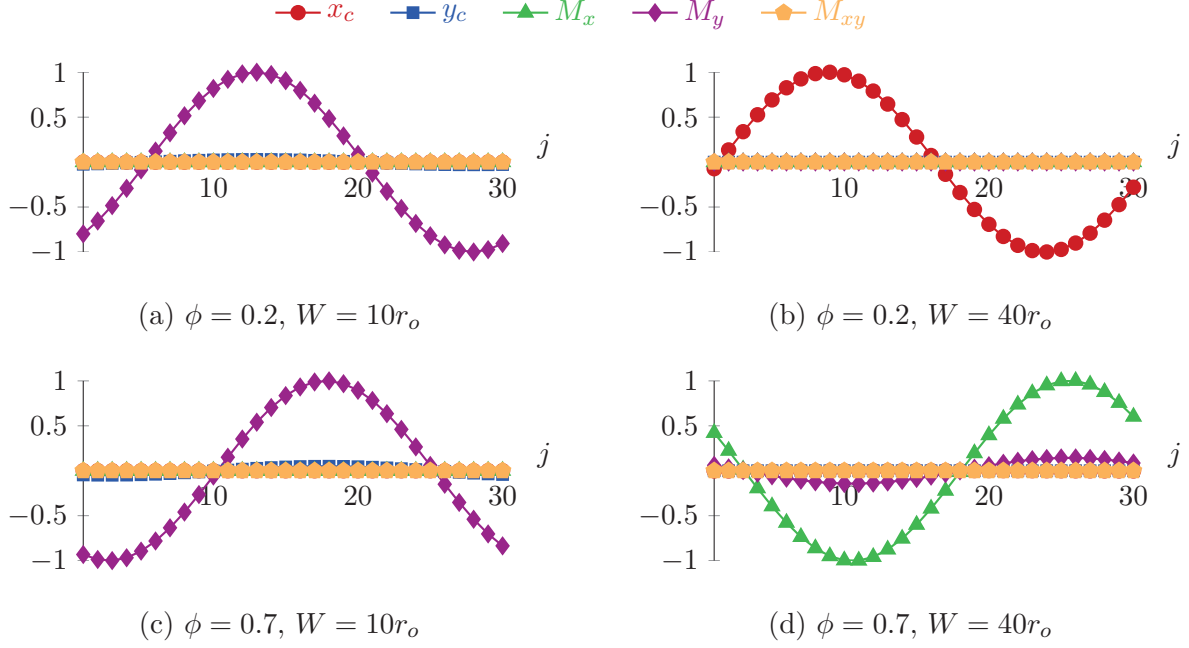 x_c y_c M_x M_y M_{xy}
1
0.5
−0.5
−1
10 20 30
j
1
0.5
−0.5
−1
10 20 30
j
(a) ϕ = 0.2, W = 10r_o
(b) ϕ = 0.2, W = 40r_o
1
0.5
−0.5
−1
10 20 30
j
1
0.5
−0.5
−1
10 20 30
j
(c) ϕ = 0.7, W = 10r_o
(d) ϕ = 0.7, W = 40r_o